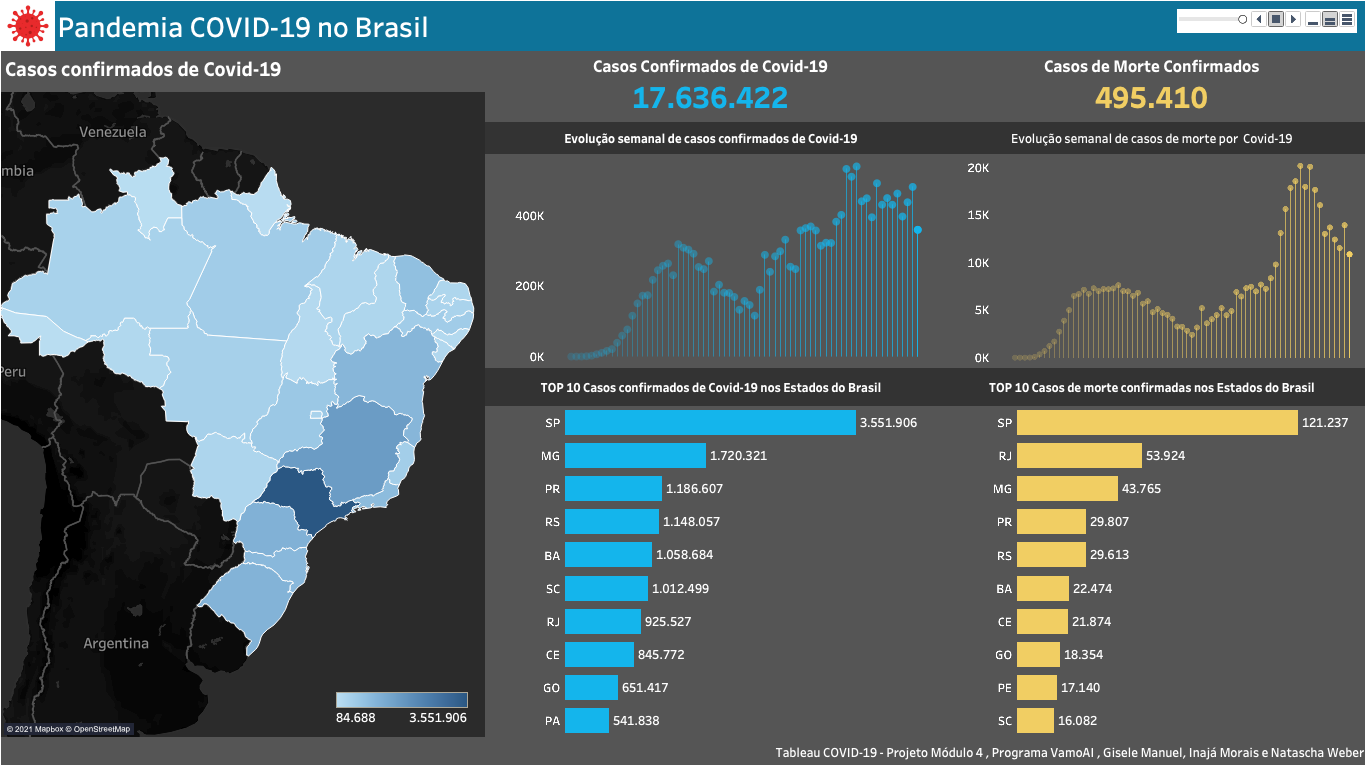 Pandemia COVID-19 no Brasil
Casos confirmados de Covid-19
Venezuela
mbia
Peru
Argentina
84.688 3.551.906
© 2021 Mapbox © OpenStreetMap
Casos Confirmados de Covid-19
17.636.422
Casos de Morte Confirmados
495.410
Evolução semanal de casos confirmados de Covid-19
400K
200K
0K
Evolução semanal de casos de morte por Covid-19
20K
15K
10K
5K
0K
TOP 10 Casos confirmados de Covid-19 nos Estados do Brasil
SP 3.551.906
MG 1.720.321
PR 1.186.607
RS 1.148.057
BA 1.058.684
SC 1.012.499
RJ 925.527
CE 845.772
GO 651.417
PA 541.838
TOP 10 Casos de morte confirmadas nos Estados do Brasil
SP 121.237
RJ 53.924
MG 43.765
PR 29.807
RS 29.613
BA 22.474
CE 21.874
GO 18.354
PE 17.140
SC 16.082
Tableau COVID-19 - Projeto Módulo 4 , Programa VamoAI , Gisele Manuel, Inajá Morais e Natascha Weber